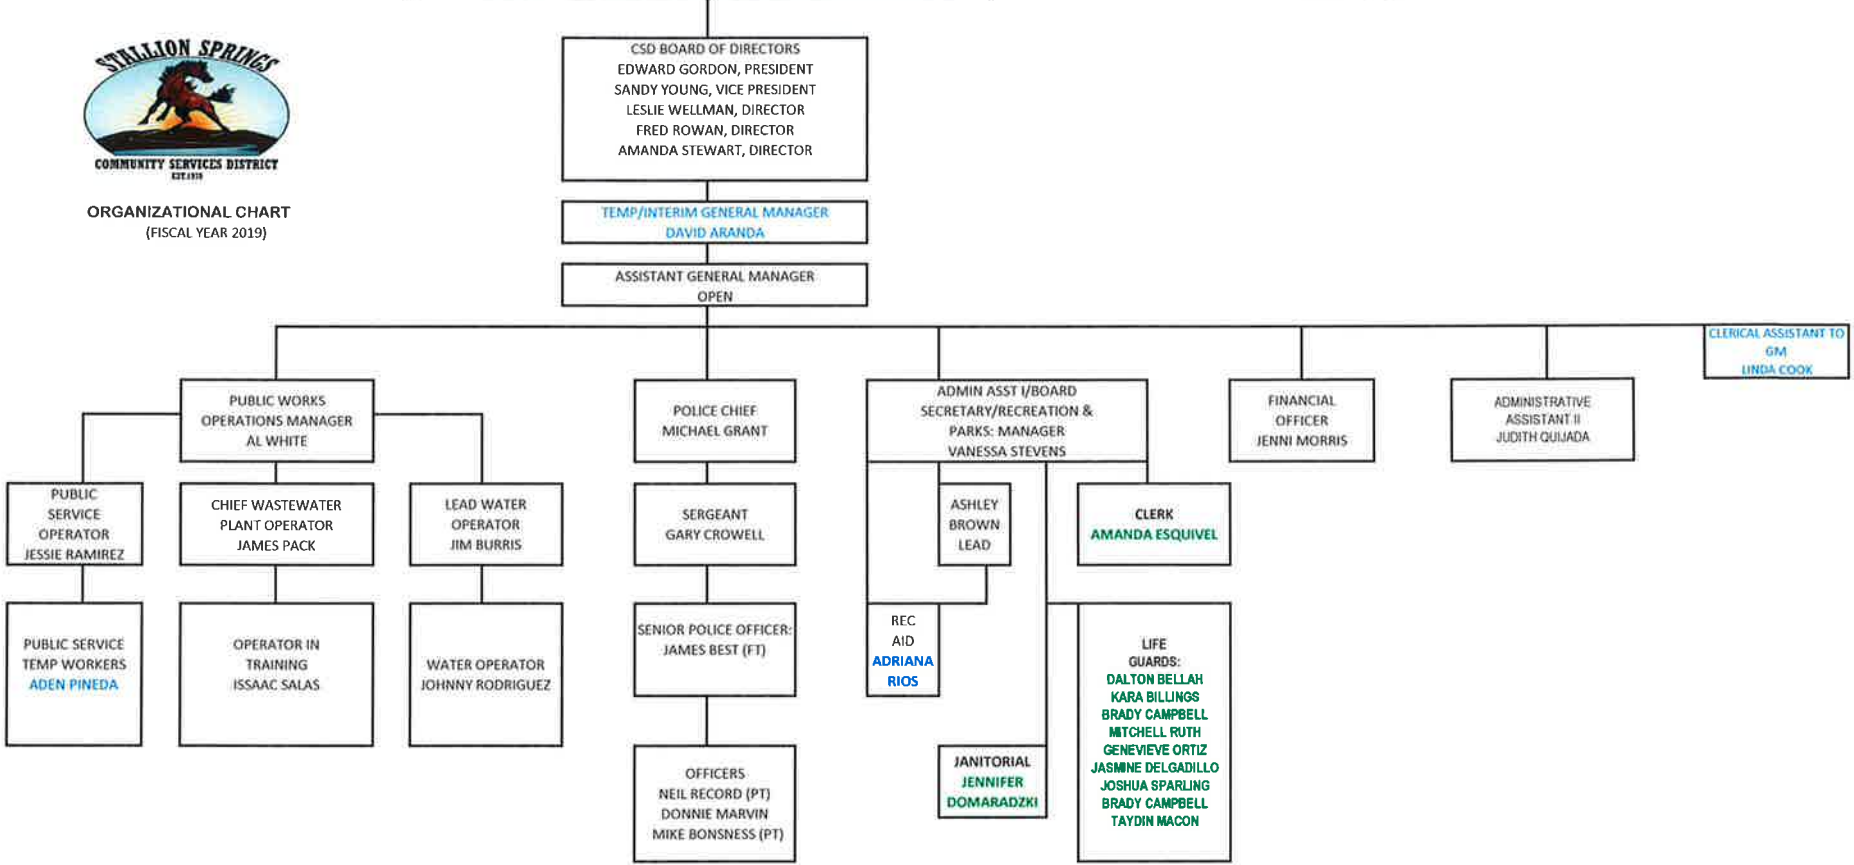 STALLION SPRINGS
COMMUNITY SERVICES DISTRICT
ORGANIZATIONAL CHART
(FISCAL YEAR 2019)
CSD BOARD OF DIRECTORS
EDWARD GORDON, PRESIDENT
SANDY YOUNG, VICE PRESIDENT
LESLIE WELLMAN, DIRECTOR
FRED ROWAN, DIRECTOR
AMANDA STEWART, DIRECTOR
TEMP/INTERIM GENERAL MANAGER
DAVID ARANDA
ASSISTANT GENERAL MANAGER
OPEN
CLERICAL ASSISTANT TO
GM
LINDA COOK
PUBLIC WORKS
OPERATIONS MANAGER
AL WHITE
POLICE CHIEF
MICHAEL GRANT
ADMIN ASST I/BOARD
SECRETARY/RECREATION &
PARKS: MANAGER
VANESSA STEVENS
FINANCIAL
OFFICER
JENNI MORRIS
ADMINISTRATIVE
ASSISTANT II
JUDITH QUIJADA
PUBLIC
SERVICE
OPERATOR
JESSIE RAMIREZ
CHIEF WASTEWATER
PLANT OPERATOR
JAMES PACK
LEAD WATER
OPERATOR
JIM BURRIS
SERGEANT
GARY CROWELL
ASHLEY
BROWN
LEAD
CLERK
AMANDA ESQUIVEL
PUBLIC SERVICE
TEMP WORKERS
ADEN PINEDA
OPERATOR IN
TRAINING
ISSAAC SALAS
WATER OPERATOR
JOHNNY RODRIGUEZ
SENIOR POLICE OFFICER:
JAMES BEST (FT)
REC
AID
ADRIANA
RIOS
LIFE
GUARDS:
DALTON BELLAH
KARA BILLINGS
BRADY CAMPBELL
MITCHELL RUTH
GENEVIEVE ORTIZ
JASMINE DELGADILLO
JOSHUA SPARLING
BRADY CAMPBELL
TAYDIN MACON
OFFICERS
NEIL RECORD (PT)
DONNIE MARVIN
MIKE BONSNESS (PT)
JANITORIAL
JENNIFER
DOMARADZKI